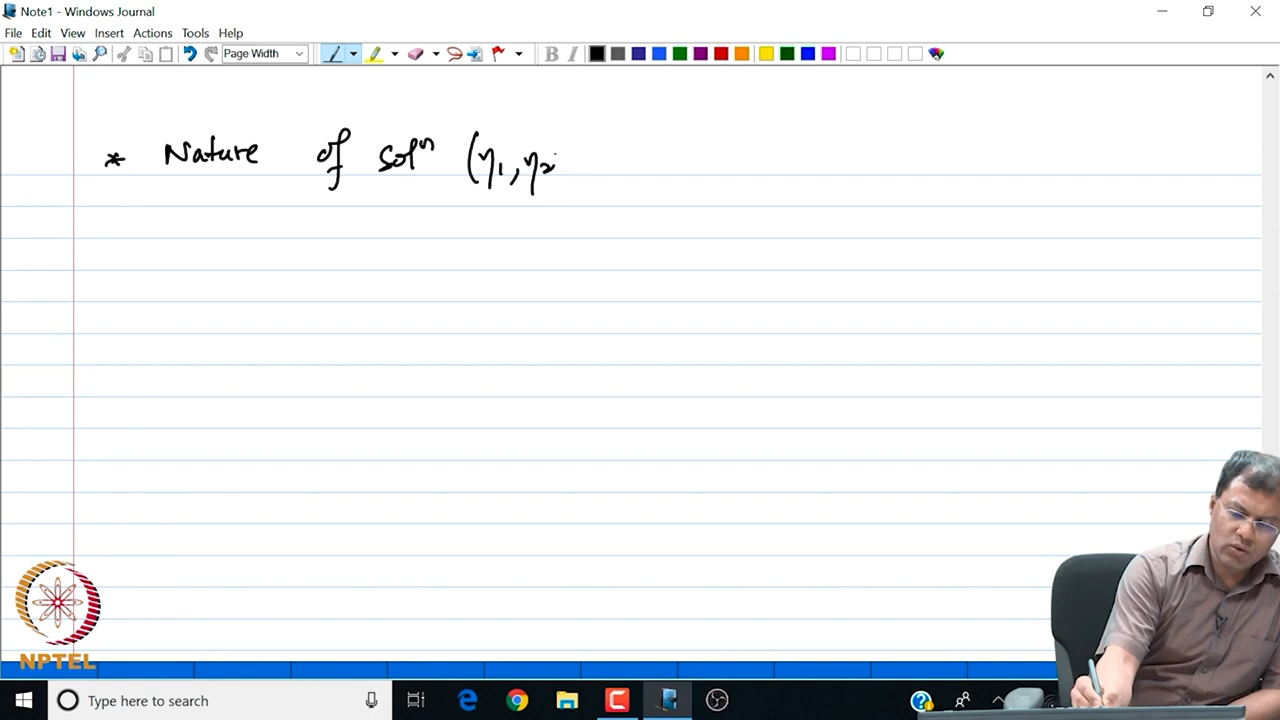 Note1 - Windows Journal
File Edit View Insert Actions Tools Help
Page Width B I
* Nature of solⁿ (η₁, η₂
NPTEL
Type here to search